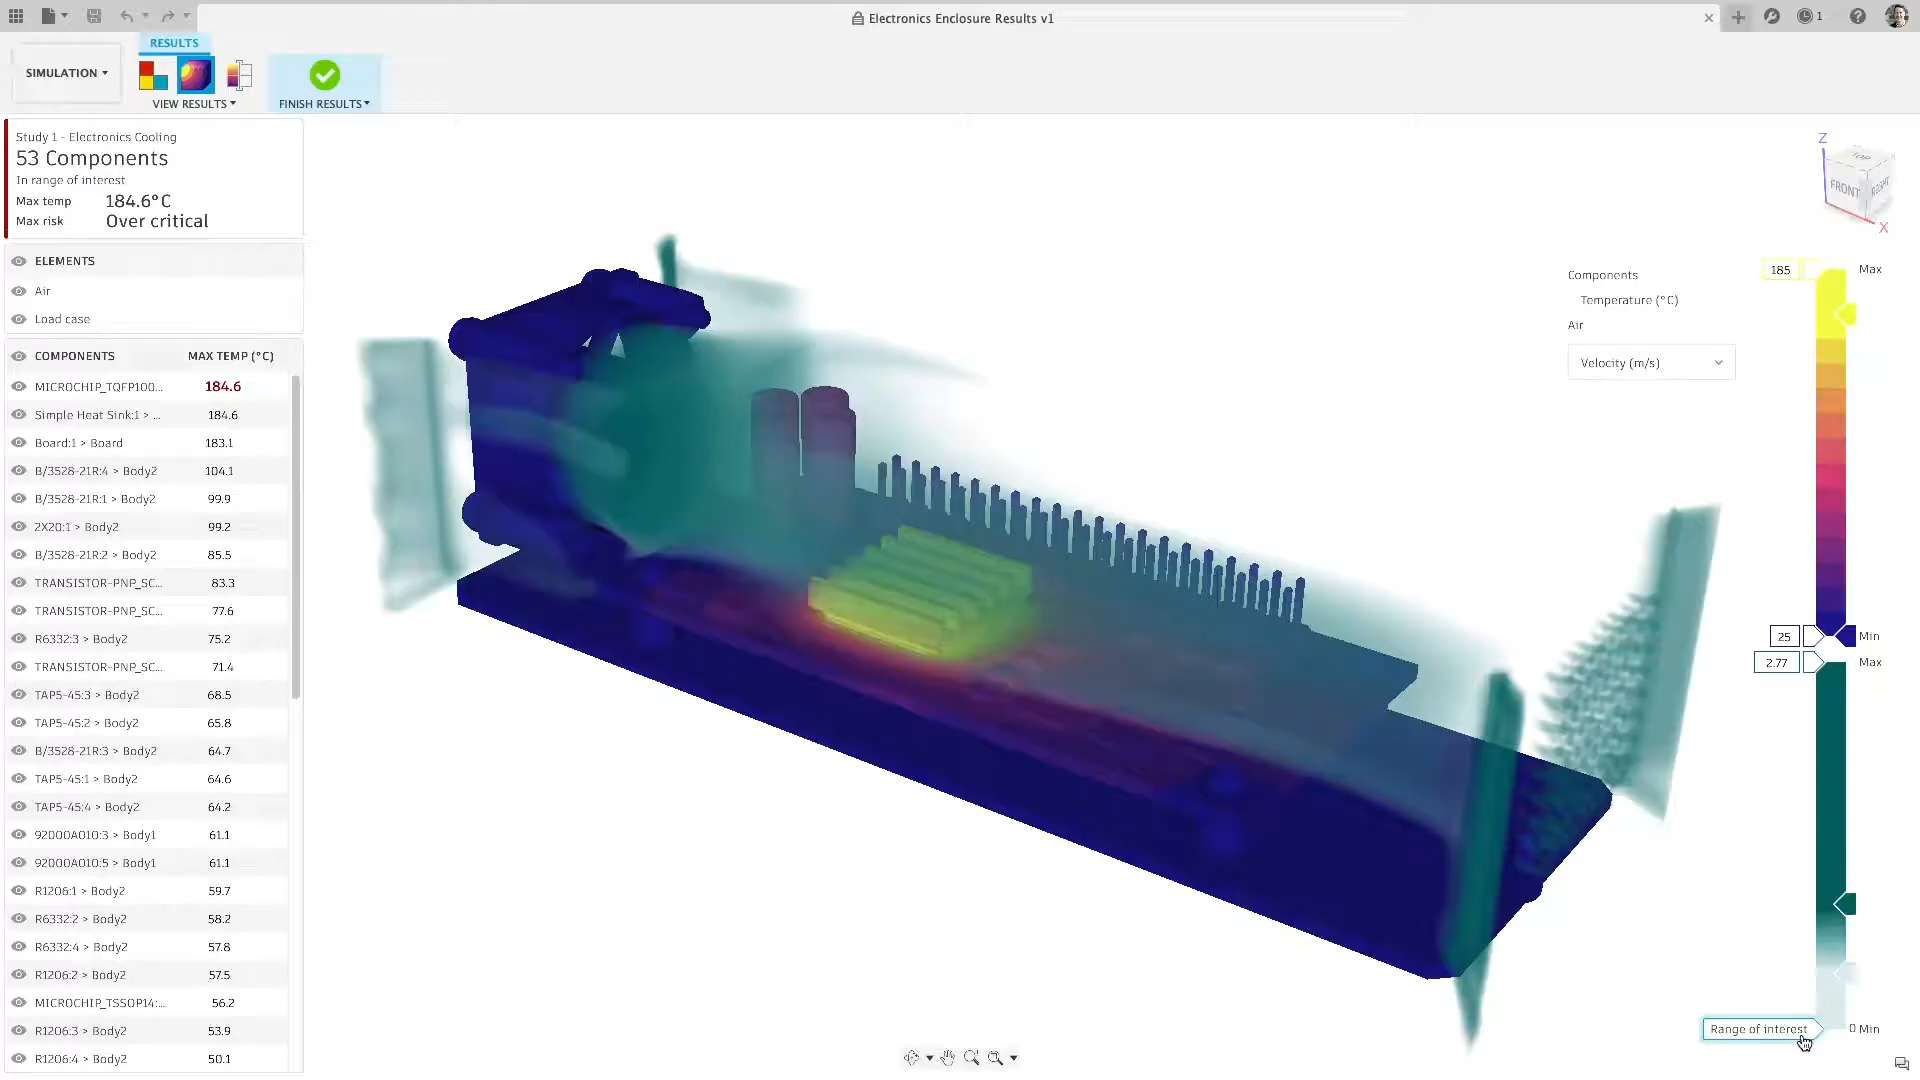 Electronics Enclosure Results v1
1
RESULTS
SIMULATION
VIEW RESULTS
FINISH RESULTS
Study 1 - Electronics Cooling
53 Components
In range of interest
Max temp 184.6°C
Max risk Over critical
ELEMENTS
Air
Load case
COMPONENTS MAX TEMP (°C)
MICROCHIP_TQFP100... 184.6
Simple Heat Sink:1 > ... 184.6
Board:1 > Board 183.1
B/3528-21R:4 > Body2 104.1
B/3528-21R:1 > Body2 99.9
2X20:1 > Body2 99.2
B/3528-21R:2 > Body2 85.5
TRANSISTOR-PNP_SC... 83.3
TRANSISTOR-PNP_SC... 77.6
R6332:3 > Body2 75.2
TRANSISTOR-PNP_SC... 71.4
TAP5-45:3 > Body2 68.5
TAP5-45:2 > Body2 65.8
B/3528-21R:3 > Body2 64.7
TAP5-45:1 > Body2 64.6
TAP5-45:4 > Body2 64.2
92000A010:3 > Body1 61.1
92000A010:5 > Body1 61.1
R1206:1 > Body2 59.7
R6332:2 > Body2 58.2
R6332:4 > Body2 57.8
R1206:2 > Body2 57.5
MICROCHIP_TSSOP14:... 56.2
R1206:3 > Body2 53.9
R1206:4 > Body2 50.1
Z
TOP
FRONT
RIGHT
X
Components
Temperature (°C)
Air
Velocity (m/s)
185 Max
25 Min
2.77 Max
Range of interest 0 Min